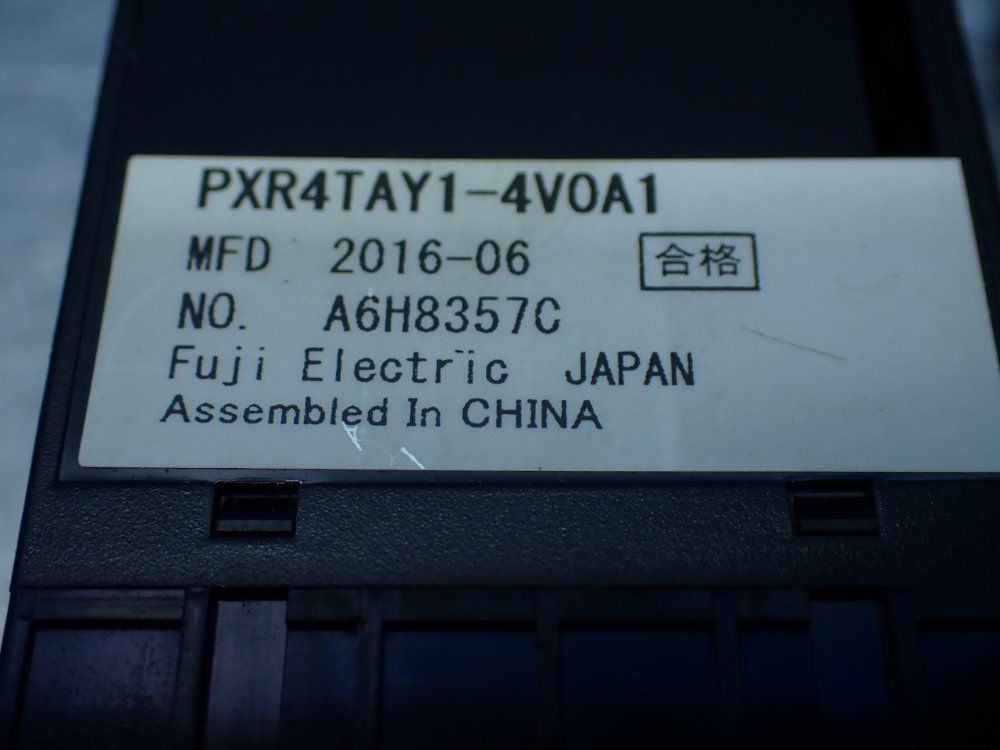 PXR4TAY1-4V0A1
MFD 2016-06 合格
NO. A6H8357C
Fuji Electric JAPAN
Assembled In CHINA